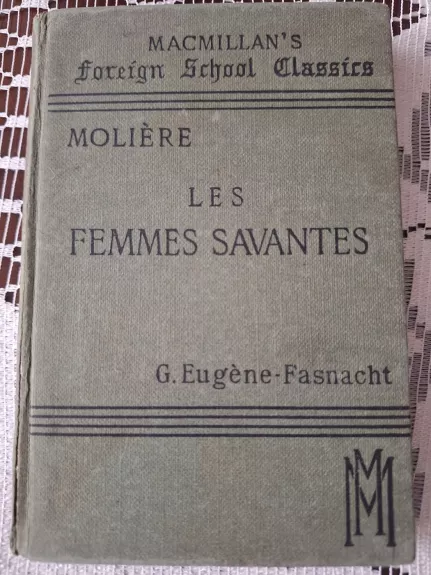 MACMILLAN'S
Foreign School Classics
MOLIÈRE
LES
FEMMES SAVANTES
G. Eugène-Fasnacht
MM